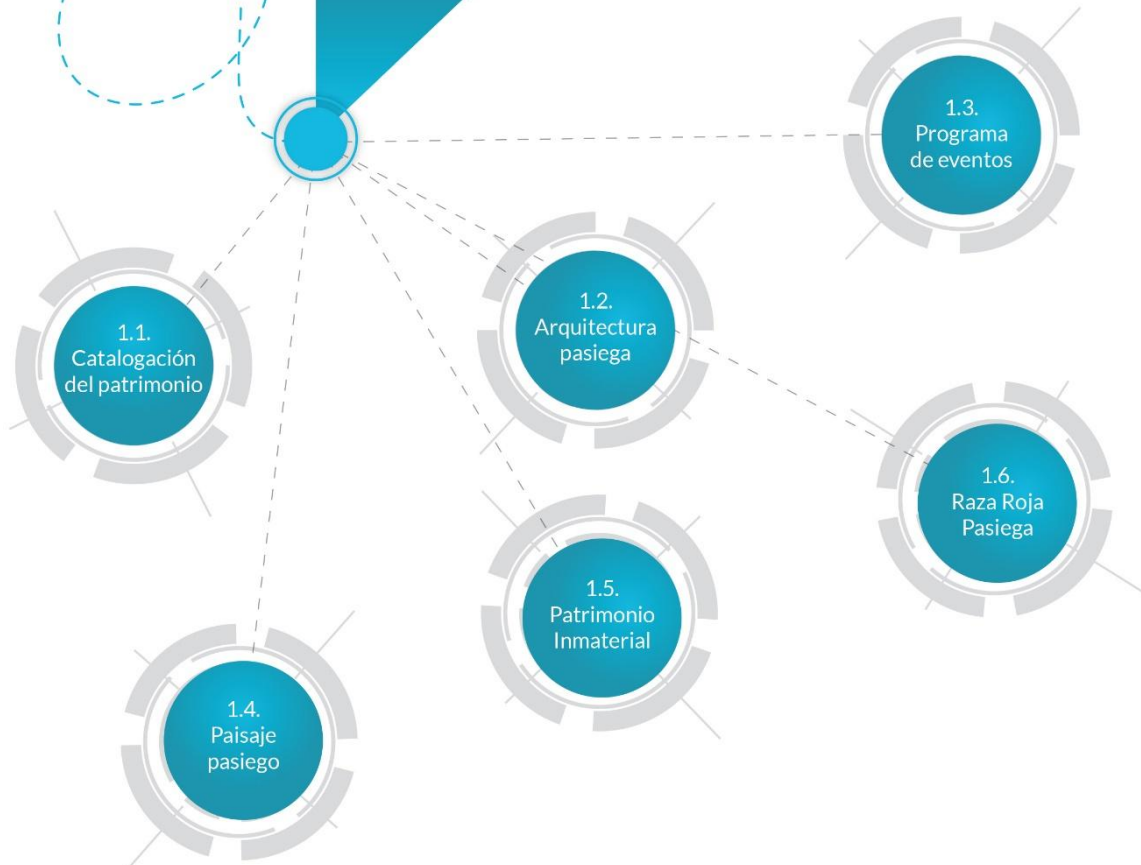 1.1.
Catalogación
del patrimonio
1.2.
Arquitectura
pasiega
1.3.
Programa
de eventos
1.4.
Paisaje
pasiego
1.5.
Patrimonio
Inmaterial
1.6.
Raza Roja
Pasiega